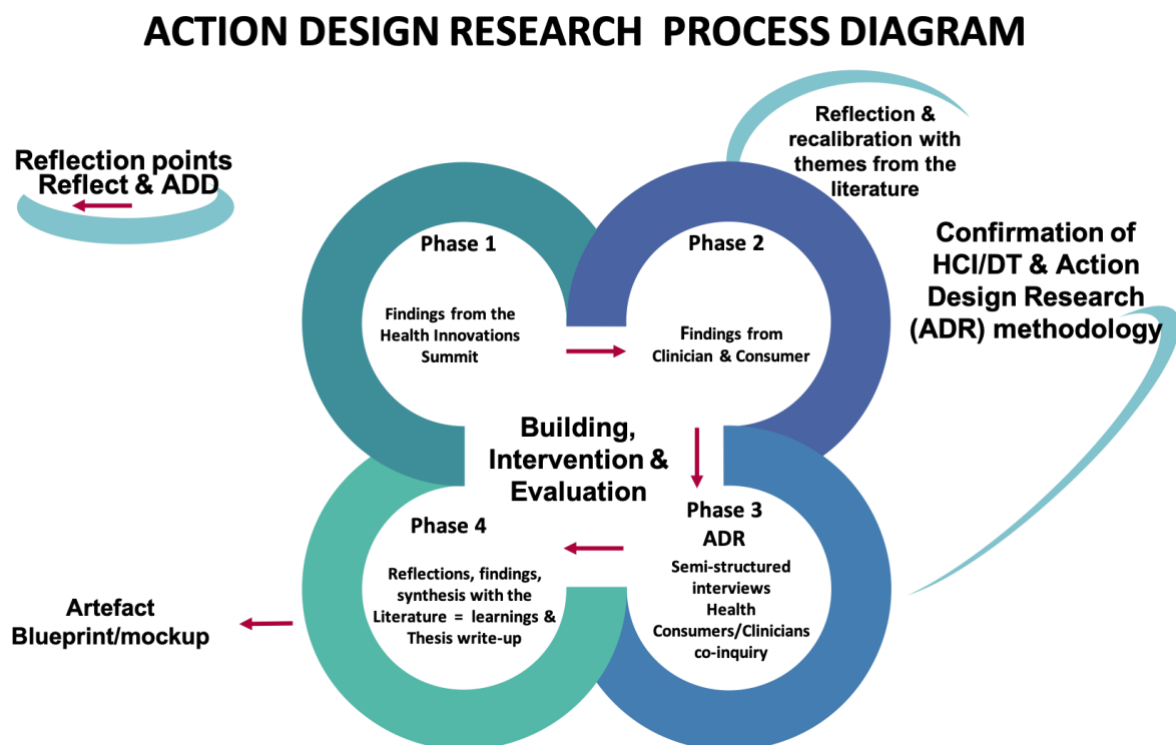 ACTION DESIGN RESEARCH PROCESS DIAGRAM
Reflection points
Reflect & ADD
Reflection &
recalibration with
themes from the
literature
Confirmation of
HCI/DT & Action
Design Research
(ADR) methodology
Phase 1
Findings from the
Health Innovations
Summit
Phase 2
Findings from
Clinician & Consumer
Building,
Intervention &
Evaluation
Phase 3
ADR
Semi-structured
interviews
Health
Consumers/Clinicians
co-inquiry
Phase 4
Reflections, findings,
synthesis with the
Literature = learnings &
Thesis write-up
Artefact
Blueprint/mockup